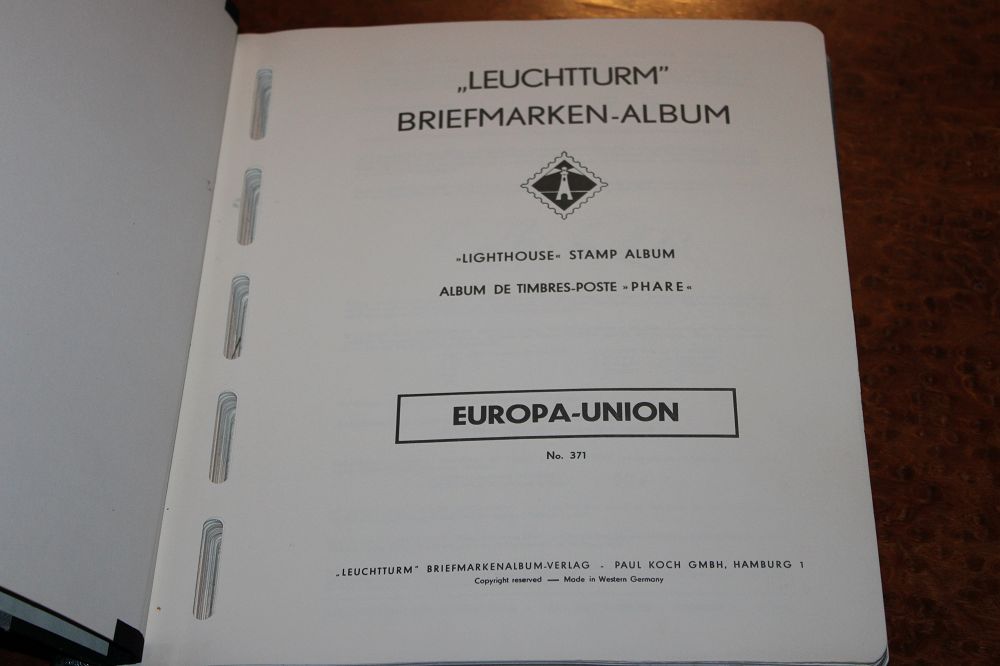 „LEUCHTTURM”
BRIEFMARKEN-ALBUM
»LIGHTHOUSE« STAMP ALBUM
ALBUM DE TIMBRES-POSTE »PHARE«
EUROPA-UNION
No. 371
„LEUCHTTURM” BRIEFMARKENALBUM-VERLAG - PAUL KOCH GMBH, HAMBURG 1
Copyright reserved — Made in Western Germany